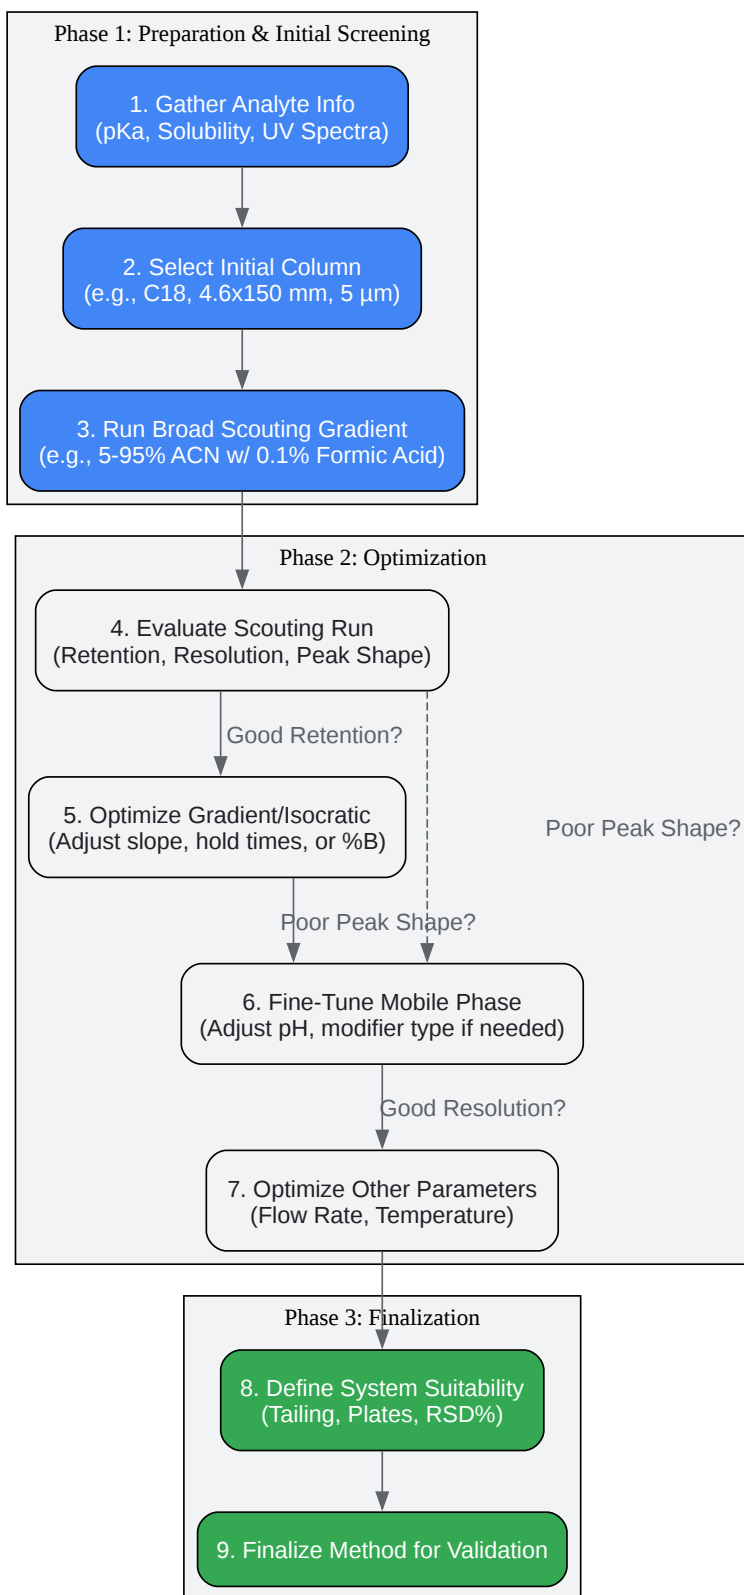 Phase 1: Preparation & Initial Screening
1. Gather Analyte Info
(pKa, Solubility, UV Spectra)
2. Select Initial Column
(e.g., C18, 4.6x150 mm, 5 µm)
3. Run Broad Scouting Gradient
(e.g., 5-95% ACN w/ 0.1% Formic Acid)
Phase 2: Optimization
4. Evaluate Scouting Run
(Retention, Resolution, Peak Shape)
Good Retention?
5. Optimize Gradient/Isocratic
(Adjust slope, hold times, or %B)
Poor Peak Shape?
Poor Peak Shape?
6. Fine-Tune Mobile Phase
(Adjust pH, modifier type if needed)
Good Resolution?
7. Optimize Other Parameters
(Flow Rate, Temperature)
Phase 3: Finalization
8. Define System Suitability
(Tailing, Plates, RSD%)
9. Finalize Method for Validation